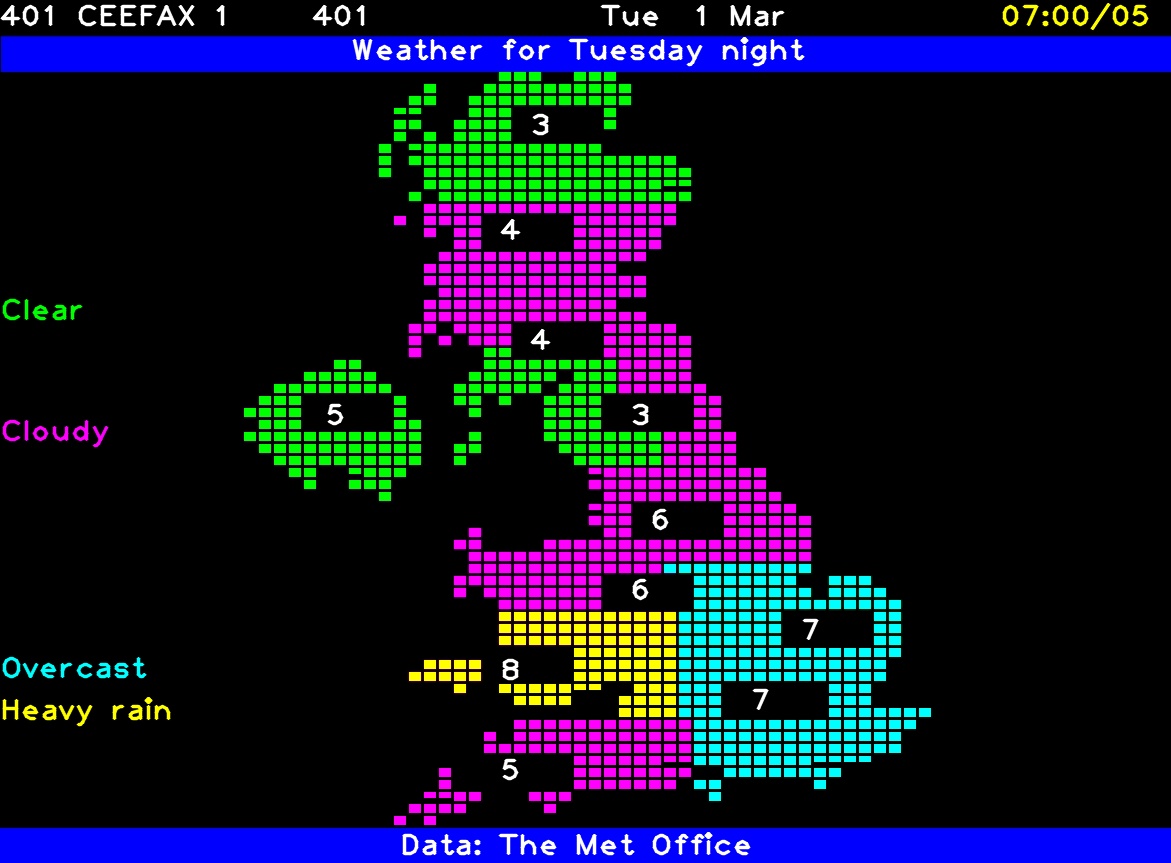 401 CEEFAX 1 401 Tue 1 Mar 07:00/05
Weather for Tuesday night
3
4
Clear
4
5 3
Cloudy
6
6
7
Overcast 8
7
Heavy rain
5
Data: The Met Office